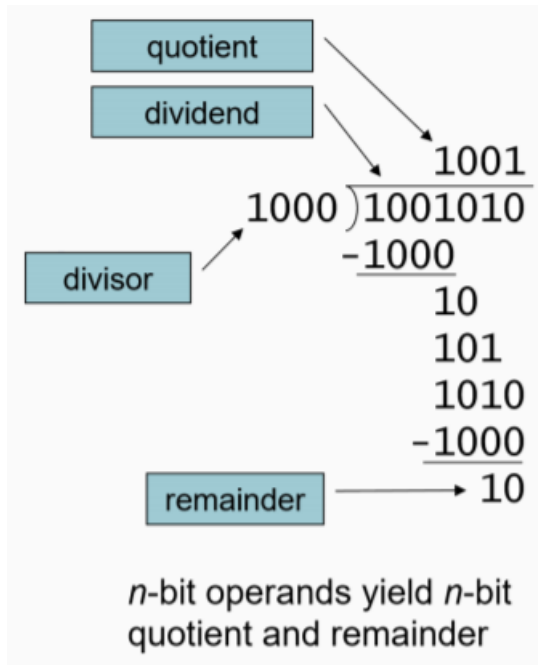 quotient
dividend
1001
1000 )1001010
divisor
-1000
10
101
1010
-1000
remainder
10
n-bit operands yield n-bit
quotient and remainder